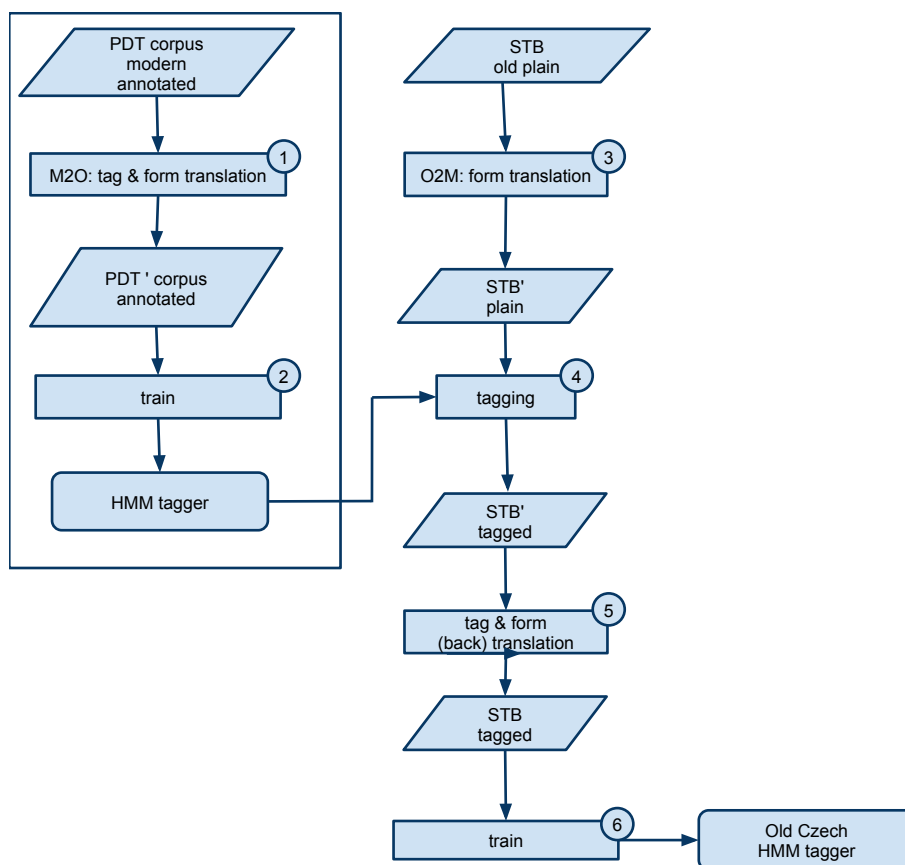 PDT corpus
modern
annotated
1
M2O: tag & form translation
PDT ' corpus
annotated
2
train
HMM tagger
STB
old plain
3
O2M: form translation
STB'
plain
4
tagging
STB'
tagged
5
tag & form
(back) translation
STB
tagged
6
train
Old Czech
HMM tagger